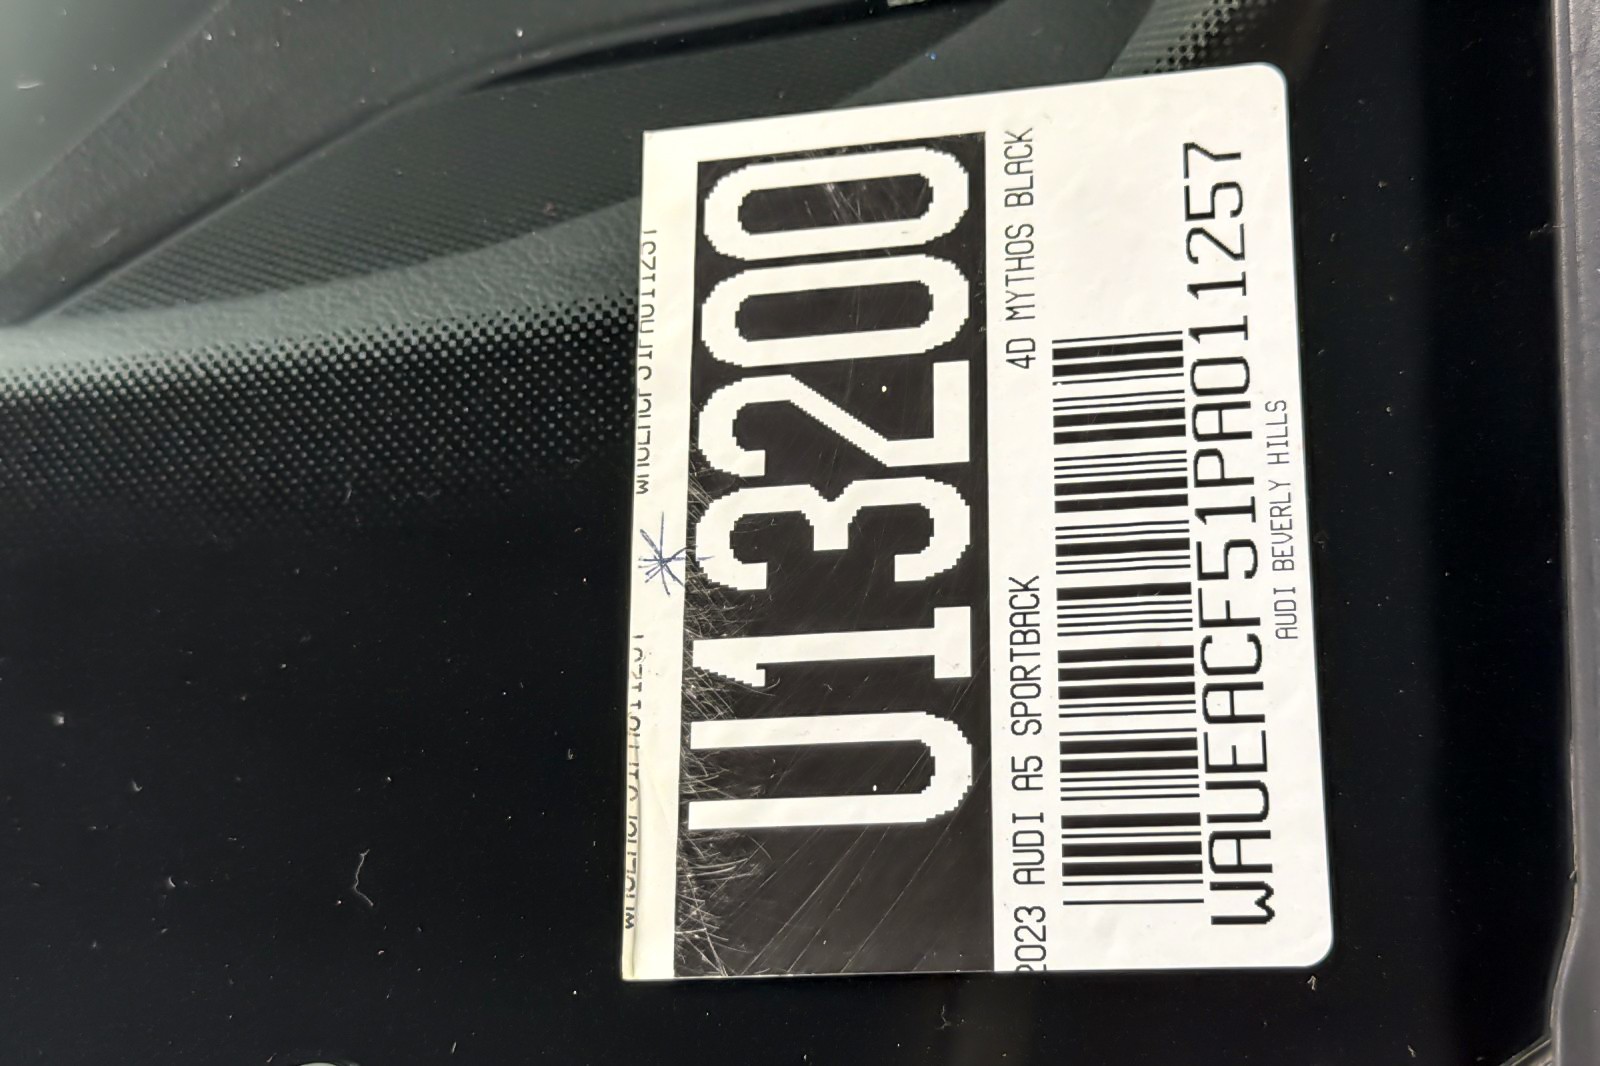 U13200
2023 AUDI A5 SPORTBACK 4D MYTHOS BLACK
WAUEACF51PA011257
AUDI BEVERLY HILLS